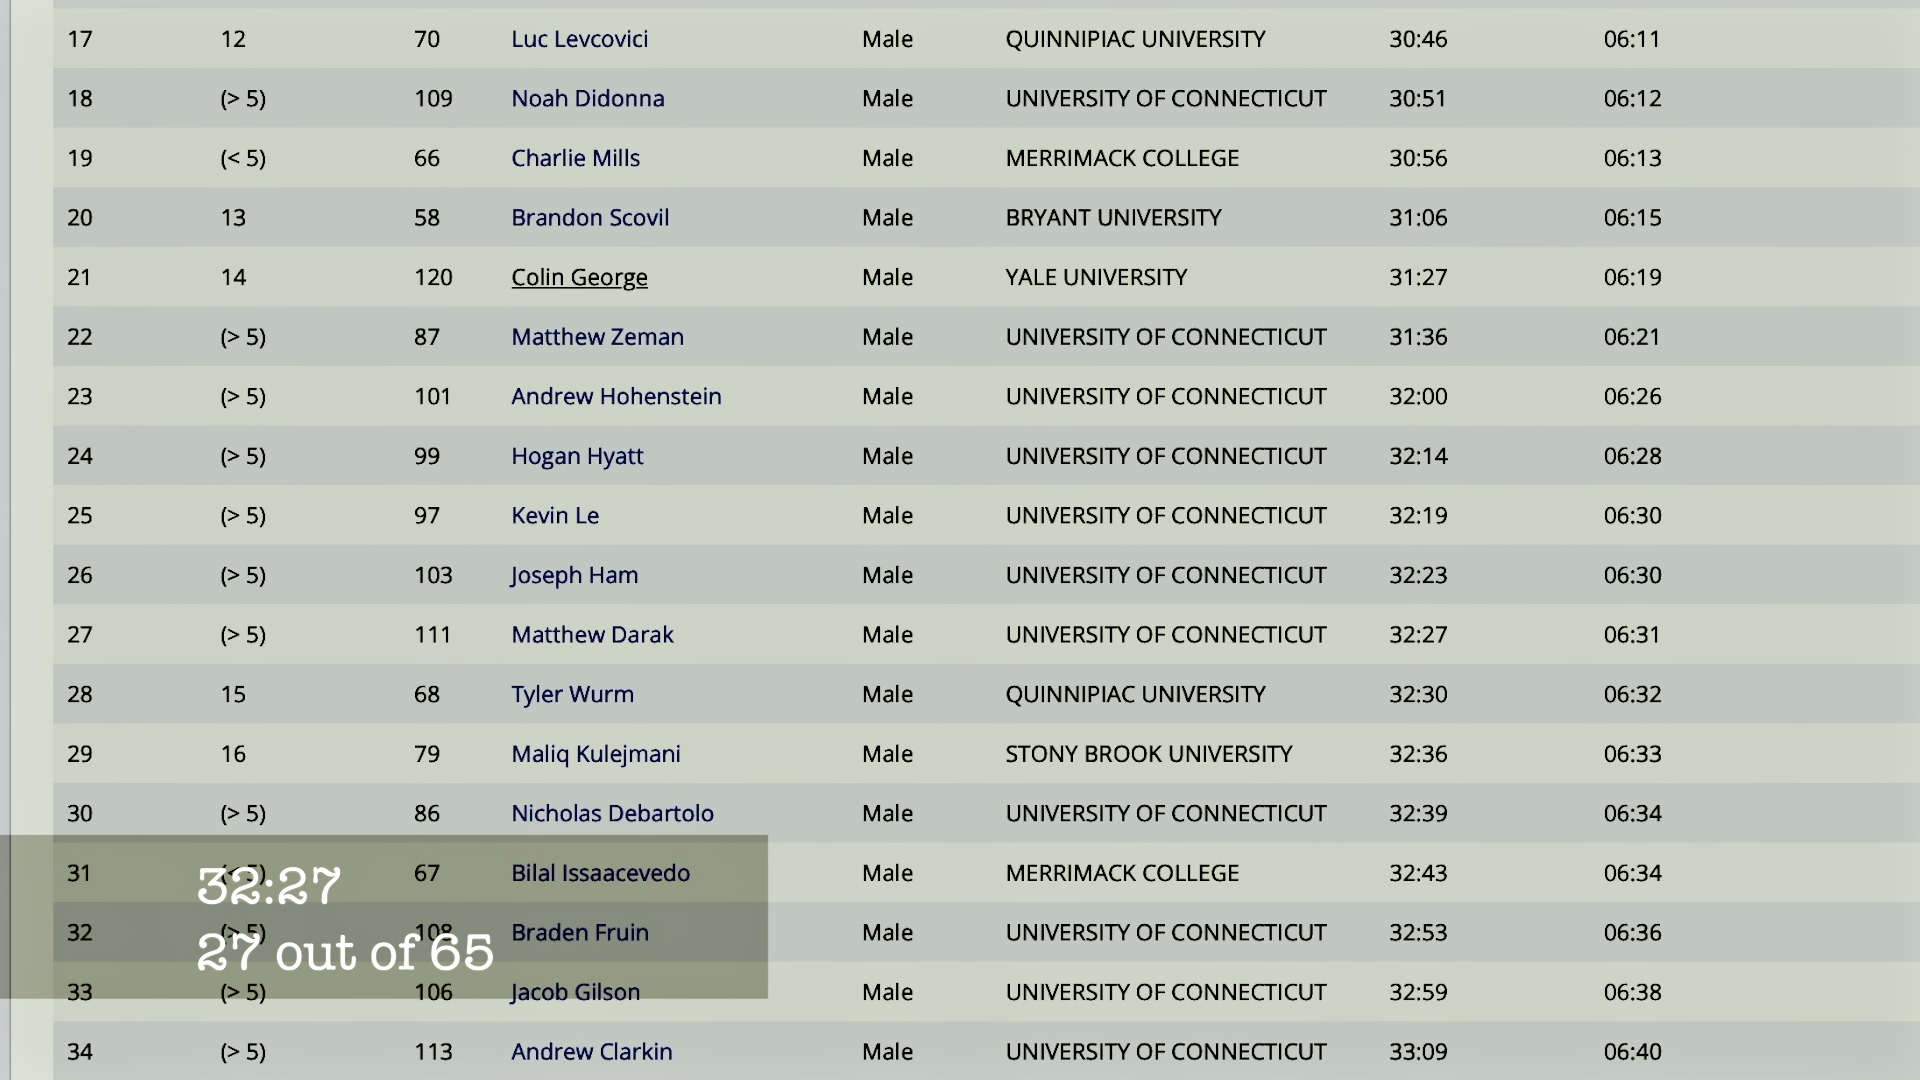 17 12 70 Luc Levcovici Male QUINNIPIAC UNIVERSITY 30:46 06:11
18 (> 5) 109 Noah Didonna Male UNIVERSITY OF CONNECTICUT 30:51 06:12
19 (< 5) 66 Charlie Mills Male MERRIMACK COLLEGE 30:56 06:13
20 13 58 Brandon Scovil Male BRYANT UNIVERSITY 31:06 06:15
21 14 120 Colin George Male YALE UNIVERSITY 31:27 06:19
22 (> 5) 87 Matthew Zeman Male UNIVERSITY OF CONNECTICUT 31:36 06:21
23 (> 5) 101 Andrew Hohenstein Male UNIVERSITY OF CONNECTICUT 32:00 06:26
24 (> 5) 99 Hogan Hyatt Male UNIVERSITY OF CONNECTICUT 32:14 06:28
25 (> 5) 97 Kevin Le Male UNIVERSITY OF CONNECTICUT 32:19 06:30
26 (> 5) 103 Joseph Ham Male UNIVERSITY OF CONNECTICUT 32:23 06:30
27 (> 5) 111 Matthew Darak Male UNIVERSITY OF CONNECTICUT 32:27 06:31
28 15 68 Tyler Wurm Male QUINNIPIAC UNIVERSITY 32:30 06:32
29 16 79 Maliq Kulejmani Male STONY BROOK UNIVERSITY 32:36 06:33
30 (> 5) 86 Nicholas Debartolo Male UNIVERSITY OF CONNECTICUT 32:39 06:34
31 (< 5) 67 Bilal Issaacevedo Male MERRIMACK COLLEGE 32:43 06:34
32 (> 5) 108 Braden Fruin Male UNIVERSITY OF CONNECTICUT 32:53 06:36
33 (> 5) 106 Jacob Gilson Male UNIVERSITY OF CONNECTICUT 32:59 06:38
34 (> 5) 113 Andrew Clarkin Male UNIVERSITY OF CONNECTICUT 33:09 06:40
32:27
27 out of 65